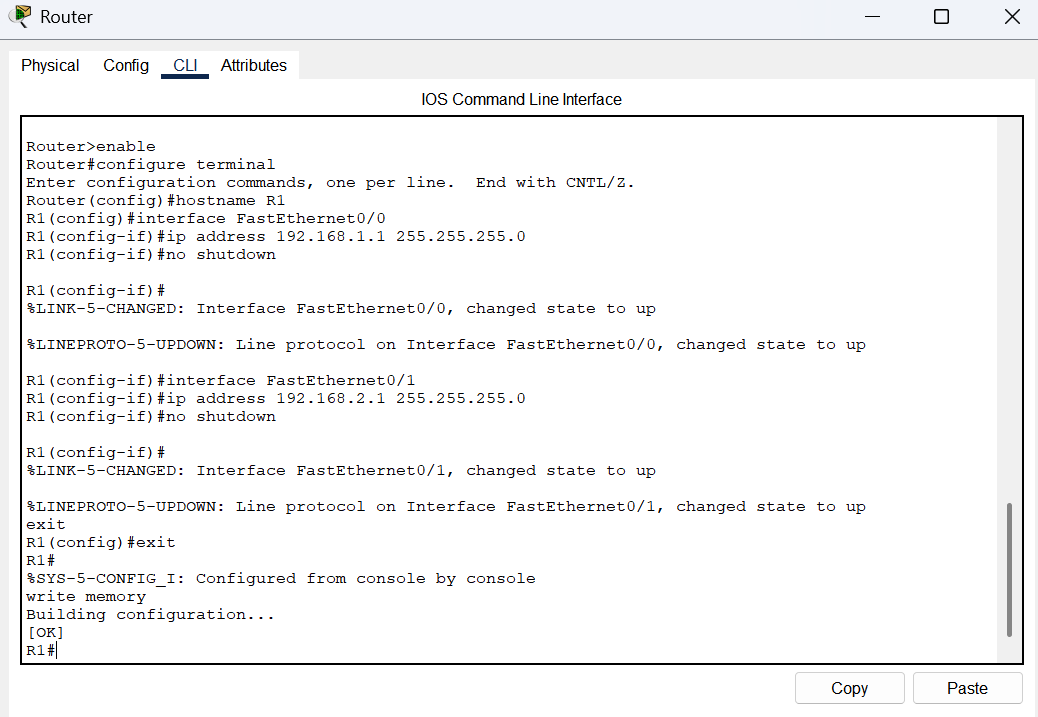 Router
Physical Config CLI Attributes
IOS Command Line Interface
Router>enable
Router#configure terminal
Enter configuration commands, one per line.  End with CNTL/Z.
Router(config)#hostname R1
R1(config)#interface FastEthernet0/0
R1(config-if)#ip address 192.168.1.1 255.255.255.0
R1(config-if)#no shutdown
R1(config-if)#
%LINK-5-CHANGED: Interface FastEthernet0/0, changed state to up
%LINEPROTO-5-UPDOWN: Line protocol on Interface FastEthernet0/0, changed state to up
R1(config-if)#interface FastEthernet0/1
R1(config-if)#ip address 192.168.2.1 255.255.255.0
R1(config-if)#no shutdown
R1(config-if)#
%LINK-5-CHANGED: Interface FastEthernet0/1, changed state to up
%LINEPROTO-5-UPDOWN: Line protocol on Interface FastEthernet0/1, changed state to up
exit
R1(config)#exit
R1#
%SYS-5-CONFIG_I: Configured from console by console
write memory
Building configuration...
[OK]
R1#
Copy Paste